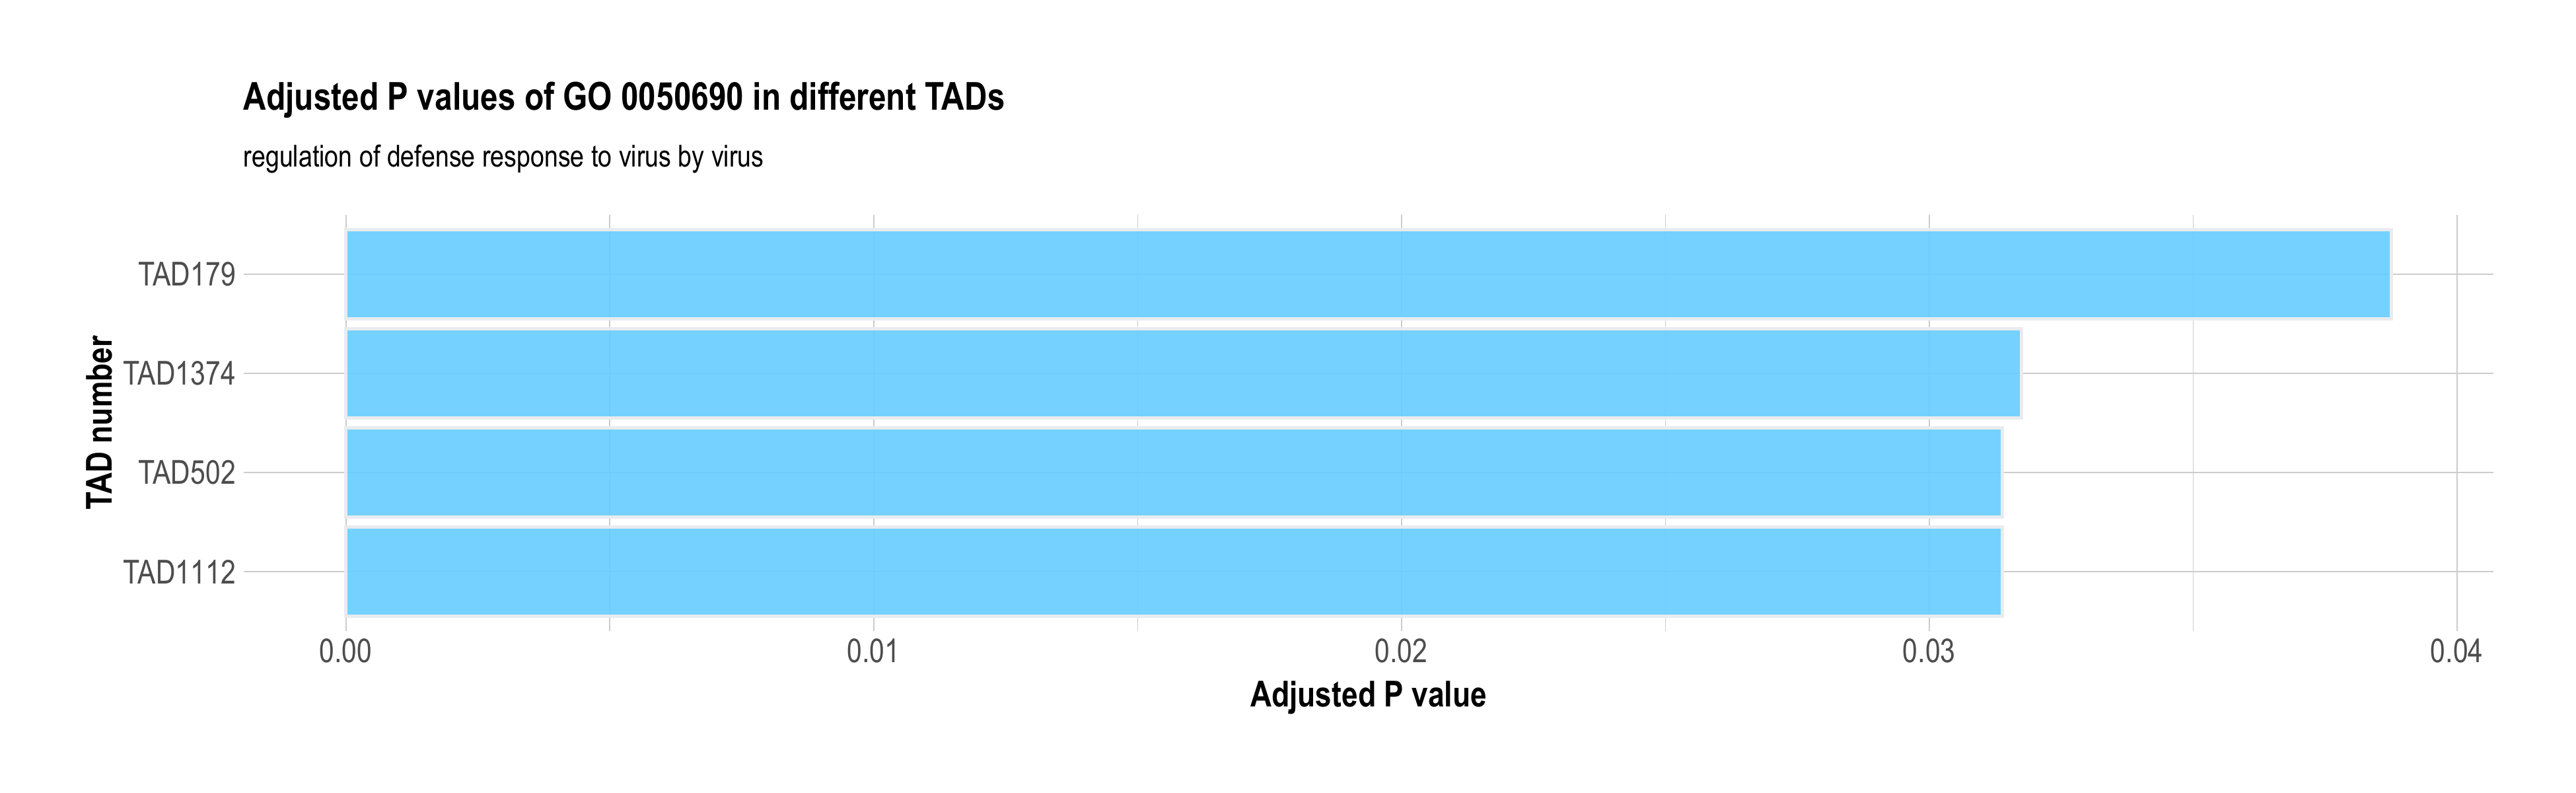 Adjusted P values of GO 0050690 in different TADs
regulation of defense response to virus by virus
TAD number
TAD179
TAD1374
TAD502
TAD1112
0.00
0.01
0.02
0.03
0.04
Adjusted P value